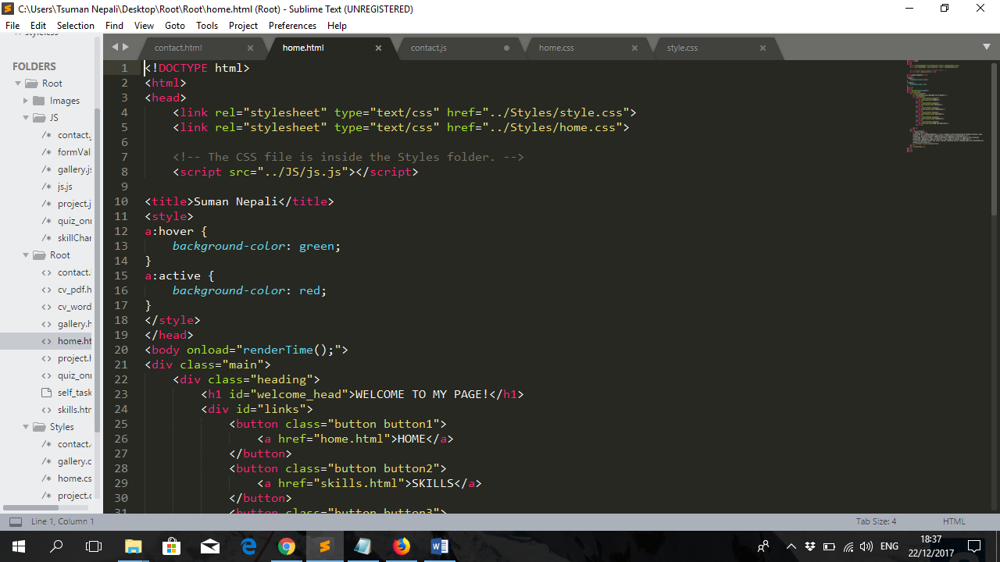 C:\Users\Tsuman Nepali\Desktop\Root\Root\home.html (Root) - Sublime Text (UNREGISTERED)
File Edit Selection Find View Goto Tools Project Preferences Help
contact.html home.html contact.js home.css style.css
FOLDERS
Root
Images
JS
contact.j
formVal
gallery.js
js.js
project.j
quiz_on
skillChar
Root
contact.
cv_pdf.h
cv_word
gallery.h
home.ht
project.h
quiz_on
self_task
skills.htn
Styles
contact.
gallery.c
home.cs
project.c
1 <!DOCTYPE html>
2 <html>
3 <head>
4 <link rel="stylesheet" type="text/css" href="../Styles/style.css">
5 <link rel="stylesheet" type="text/css" href="../Styles/home.css">
6
7 <!-- The CSS file is inside the Styles folder. -->
8 <script src="../JS/js.js"></script>
9
10 <title>Suman Nepali</title>
11 <style>
12 a:hover {
13 background-color: green;
14 }
15 a:active {
16 background-color: red;
17 }
18 </style>
19 </head>
20 <body onload="renderTime();">
21 <div class="main">
22 <div class="heading">
23 <h1 id="welcome_head">WELCOME TO MY PAGE!</h1>
24 <div id="links">
25 <button class="button button1">
26 <a href="home.html">HOME</a>
27 </button>
28 <button class="button button2">
29 <a href="skills.html">SKILLS</a>
30 </button>
31 <button class="button button3">
Line 1, Column 1 Tab Size: 4 HTML
ENG 18:37
22/12/2017